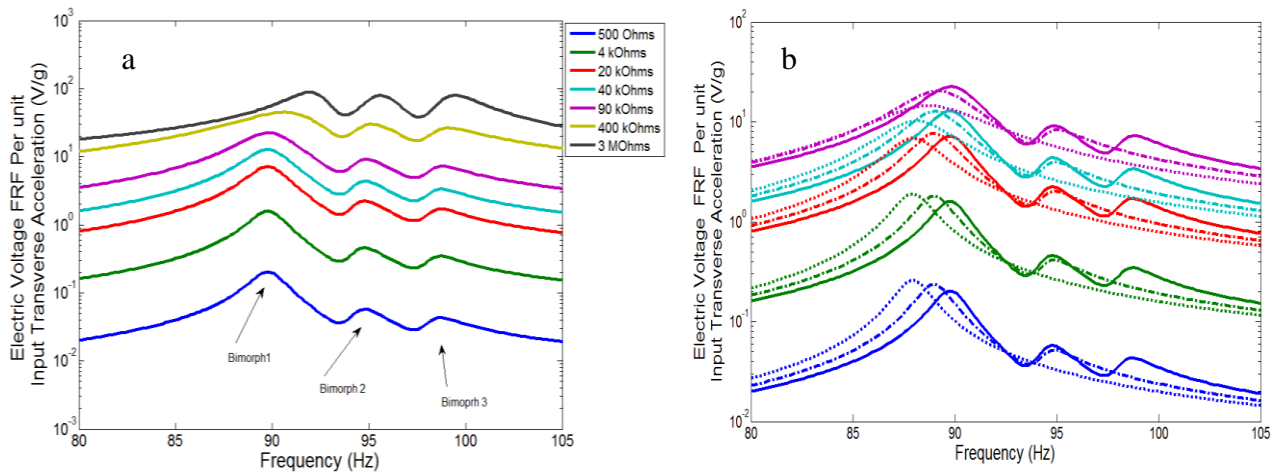 a
Electric Voltage FRF Per unit
Input Transverse Acceleration (V/g)
10^3
10^2
10^1
10^0
10^-1
10^-2
10^-3
80
85
90
95
100
105
Frequency (Hz)
Bimorph1
Bimorph 2
Bimoprh 3
500 Ohms
4 kOhms
20 kOhms
40 kOhms
90 kOhms
400 kOhms
3 MOhms
b
Electric Voltage FRF Per unit
Input Transverse Acceleration (V/g)
10^2
10^1
10^0
10^-1
10^-2
80
85
90
95
100
105
Frequency (Hz)